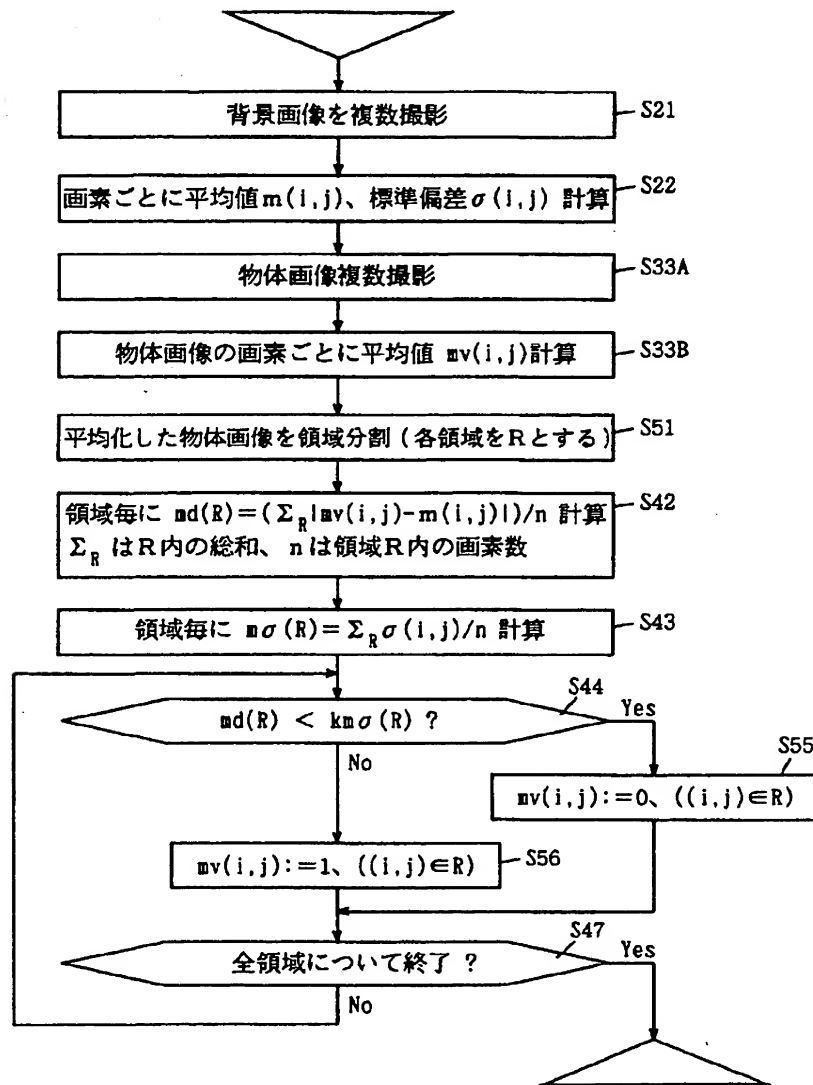 背景画像を複数撮影
S21
画素ごとに平均値m(i,j)、標準偏差σ(i,j) 計算
S22
物体画像複数撮影
S33A
物体画像の画素ごとに平均値 mv(i,j)計算
S33B
平均化した物体画像を領域分割(各領域をRとする)
S51
領域毎に md(R)=(Σ_R|mv(i,j)-m(i,j)|)/n 計算
Σ_R はR内の総和、nは領域R内の画素数
S42
領域毎に mσ(R)=Σ_Rσ(i,j)/n 計算
S43
md(R) < kmσ(R) ?
S44
Yes
No
S55
mv(i,j):=0、((i,j)∈R)
mv(i,j):=1、((i,j)∈R)
S56
全領域について終了 ?
S47
Yes
No